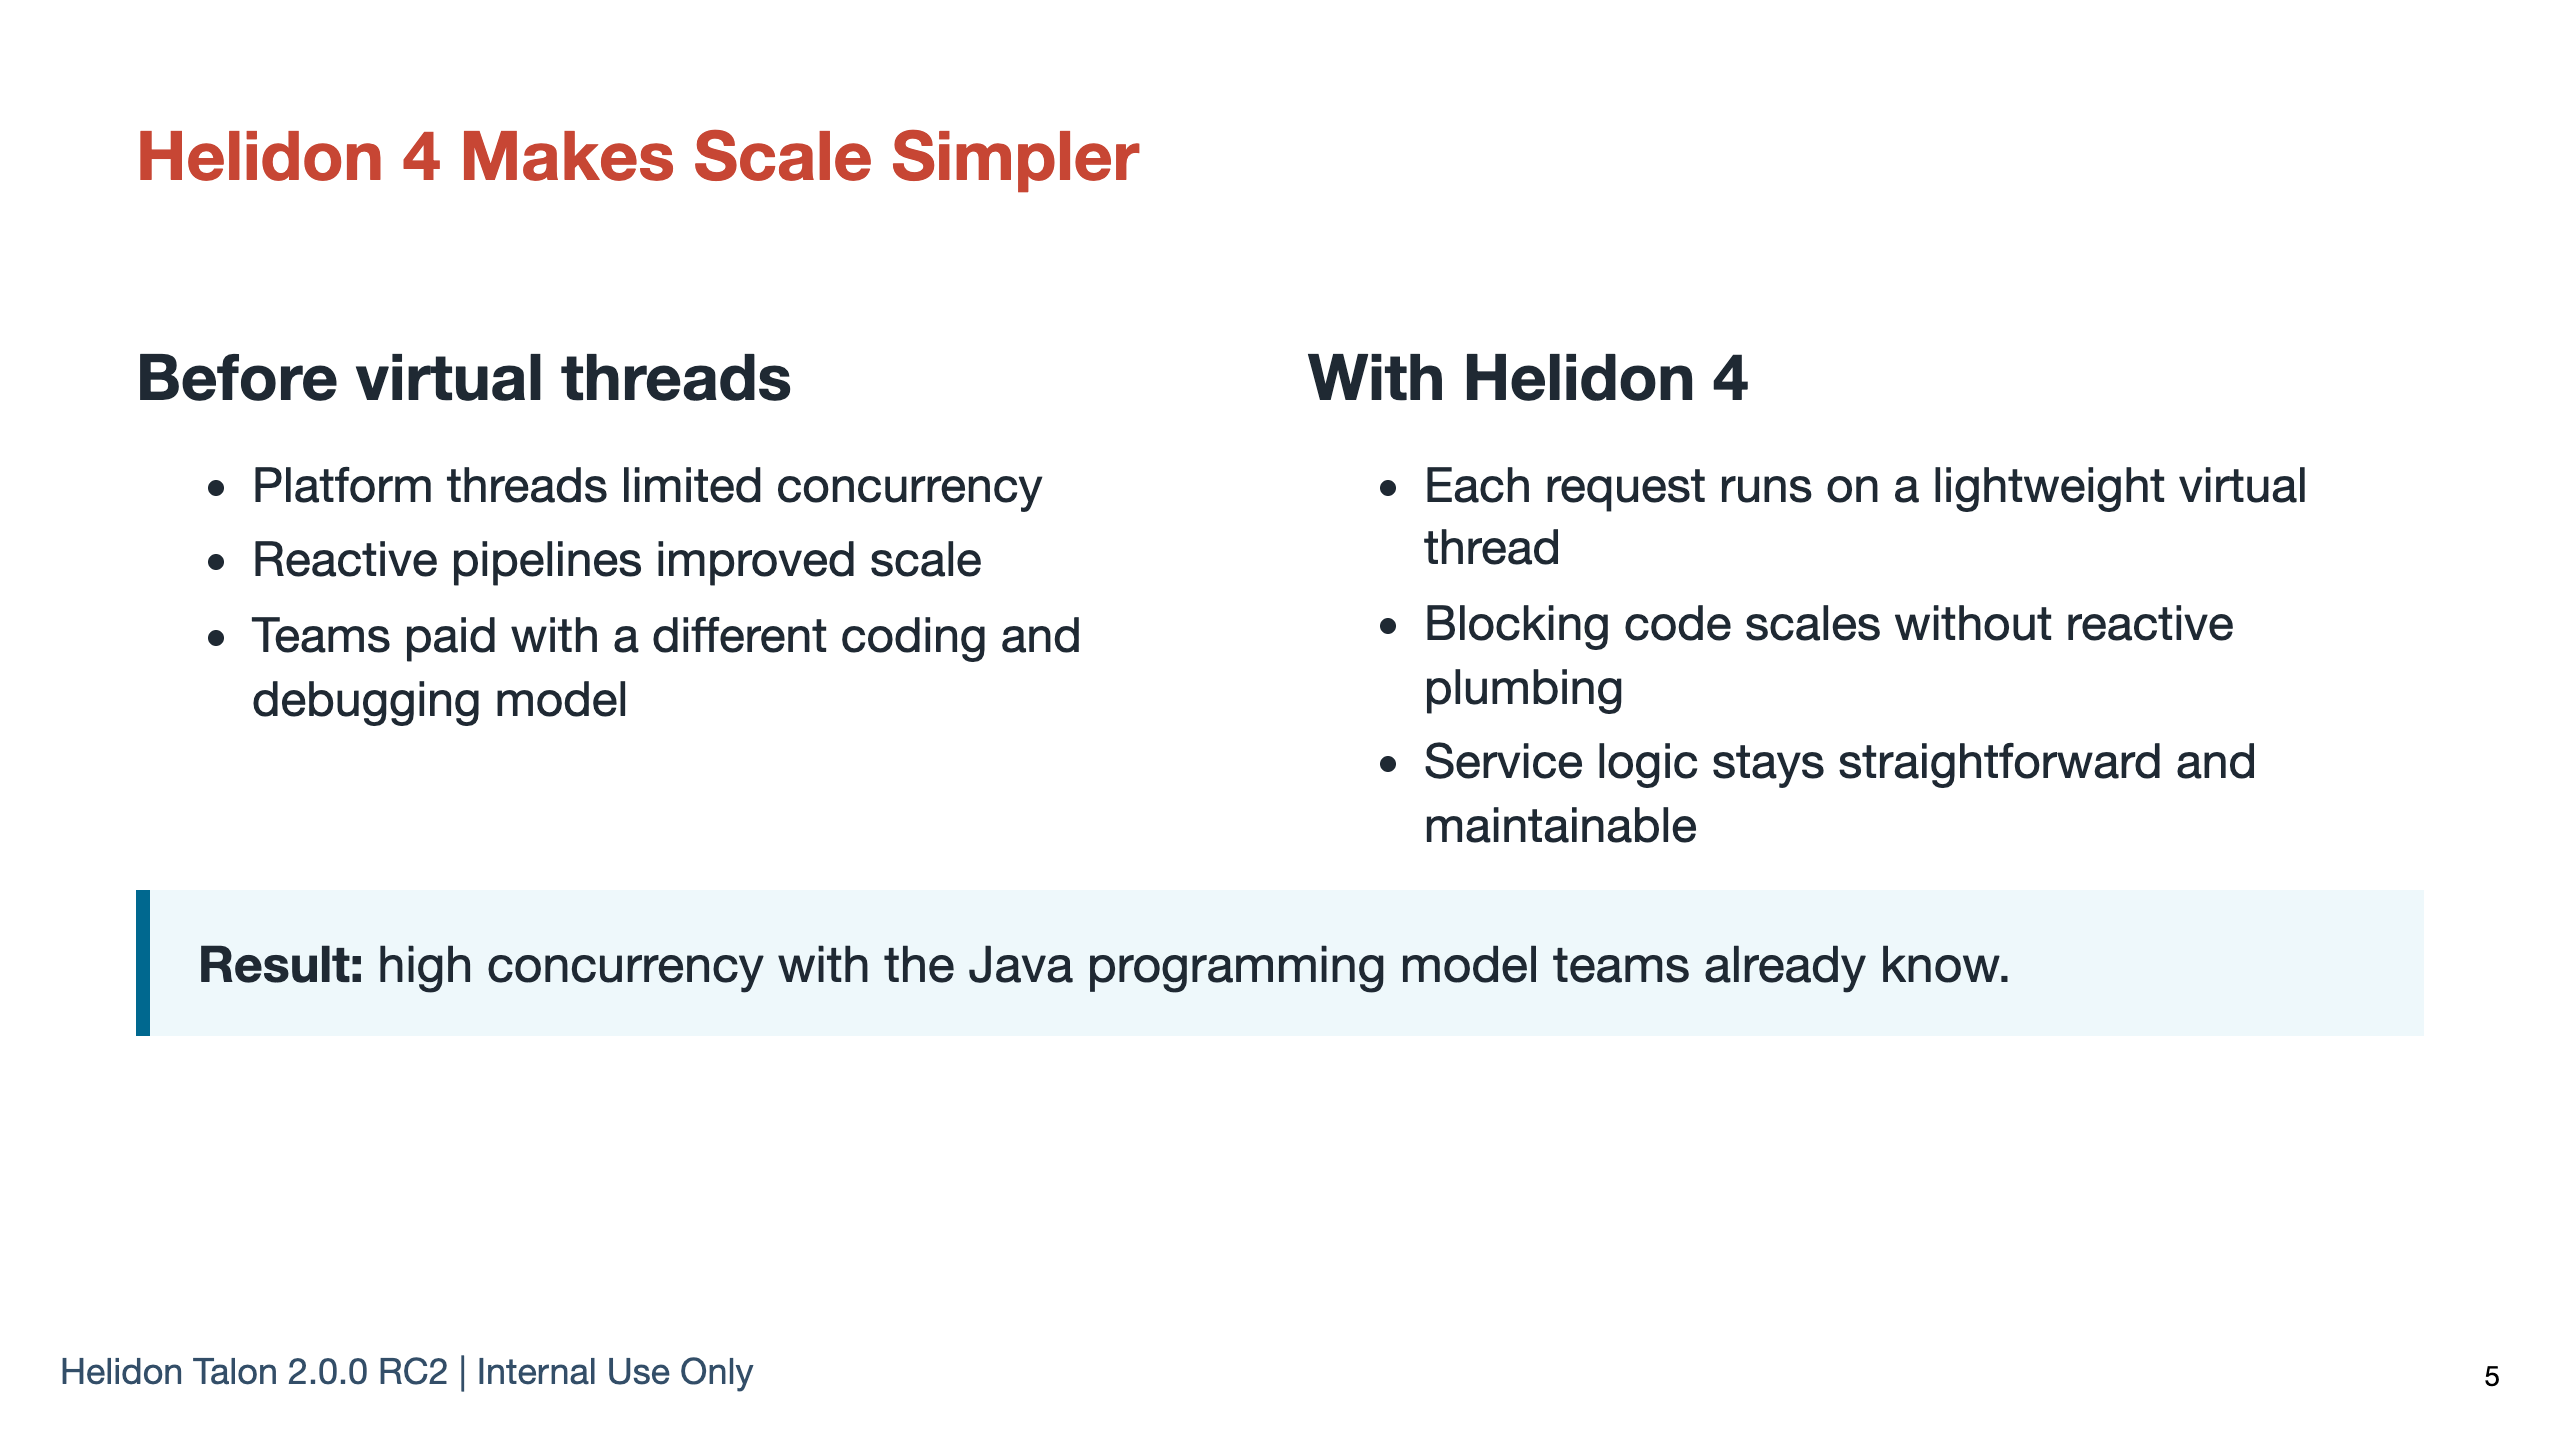 Helidon 4 Makes Scale Simpler
Before virtual threads
• Platform threads limited concurrency
• Reactive pipelines improved scale
• Teams paid with a different coding and
debugging model
With Helidon 4
• Each request runs on a lightweight virtual
thread
• Blocking code scales without reactive
plumbing
• Service logic stays straightforward and
maintainable
Result: high concurrency with the Java programming model teams already know.
Helidon Talon 2.0.0 RC2 | Internal Use Only
5